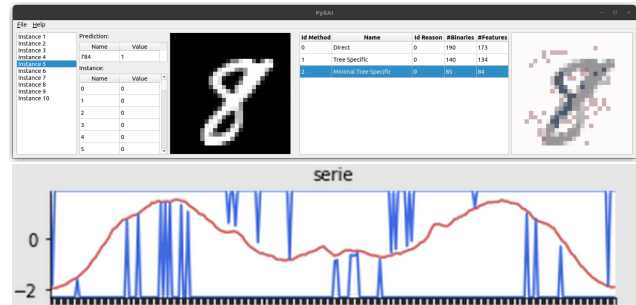 PyXAI
File Help
Instance 1
Instance 2
Instance 3
Instance 4
Instance 5
Instance 6
Instance 7
Instance 8
Instance 9
Instance 10
Prediction:
Name Value
784 1
Instance:
Name Value
0 0
1 0
2 0
3 0
4 0
5 0
Id Method Name Id Reason #Binaries #Features
0 Direct 0 190 173
1 Tree Specific 0 140 134
2 Minimal Tree Specific 0 85 84
serie
0
−2